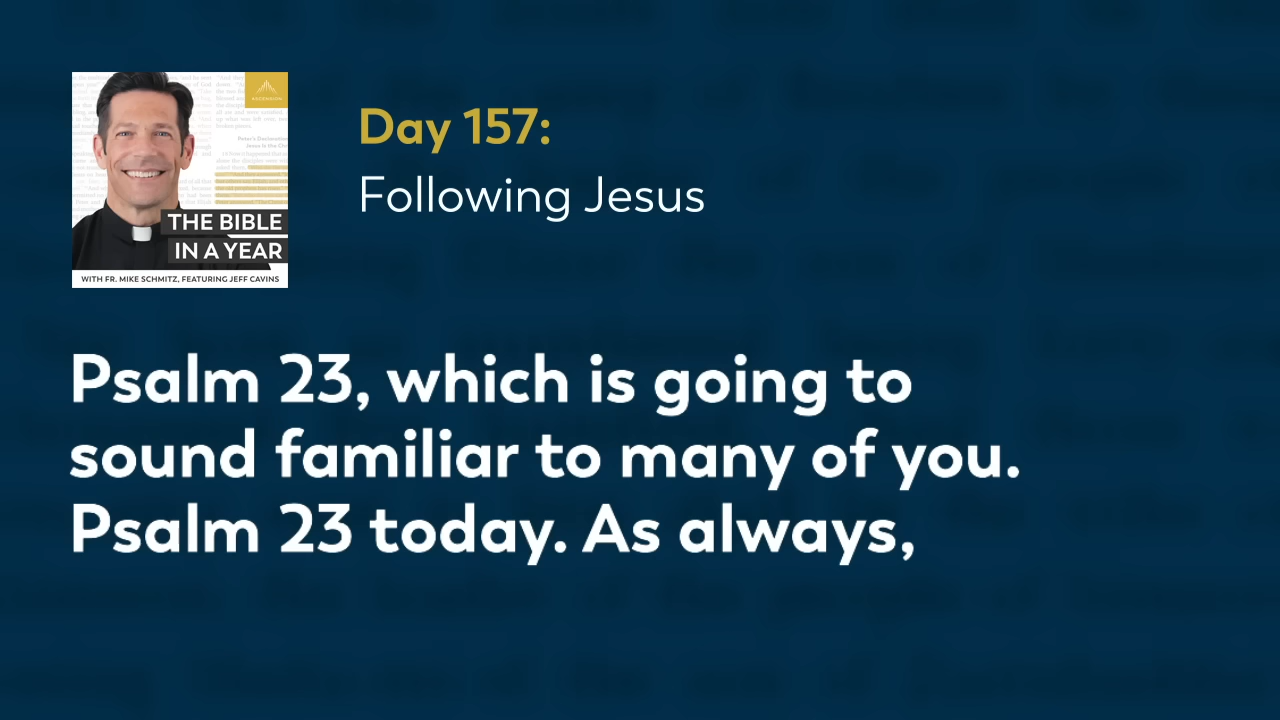 ASCENSION
THE BIBLE
IN A YEAR
WITH FR. MIKE SCHMITZ, FEATURING JEFF CAVINS
Day 157:
Following Jesus
Psalm 23, which is going to
sound familiar to many of you.
Psalm 23 today. As always,